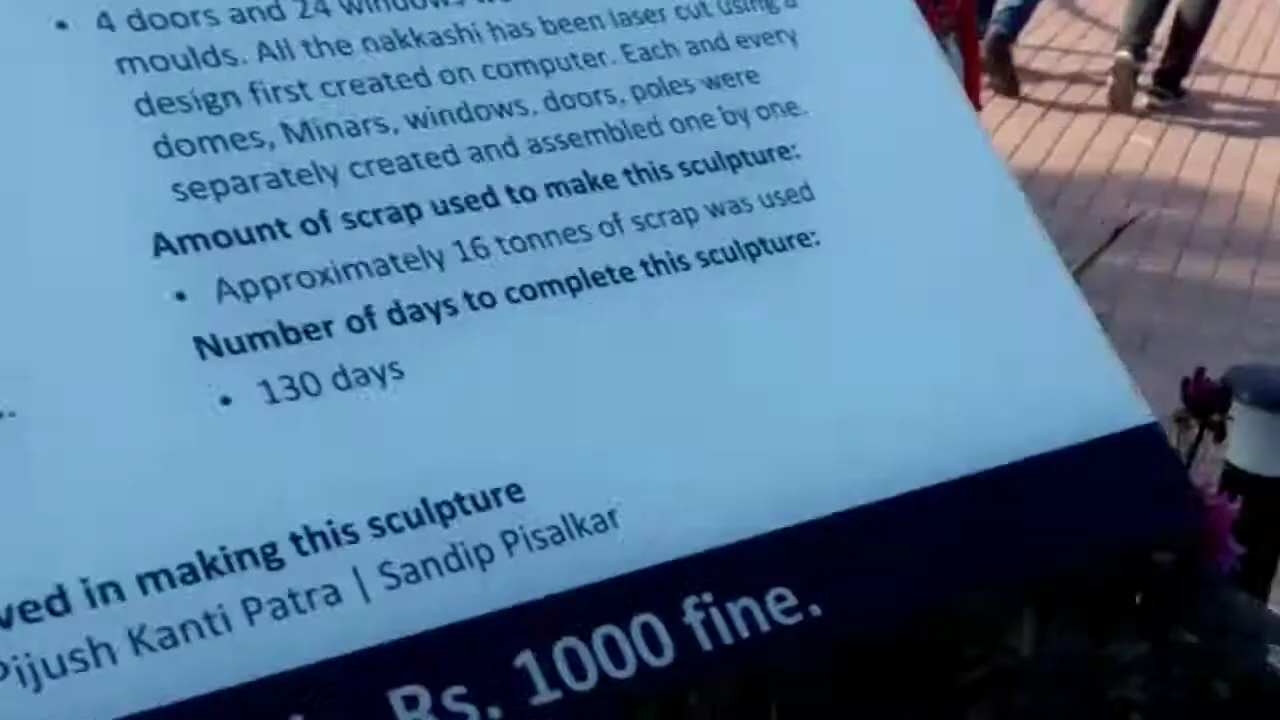 • 4 doors and 24 windows
moulds. All the nakkashi has been laser cut using a
design first created on computer. Each and every
domes, Minars, windows, doors, poles were
separately created and assembled one by one.
Amount of scrap used to make this sculpture:
• Approximately 16 tonnes of scrap was used
Number of days to complete this sculpture:
• 130 days
ved in making this sculpture
Pijush Kanti Patra | Sandip Pisalkar
Rs. 1000 fine.